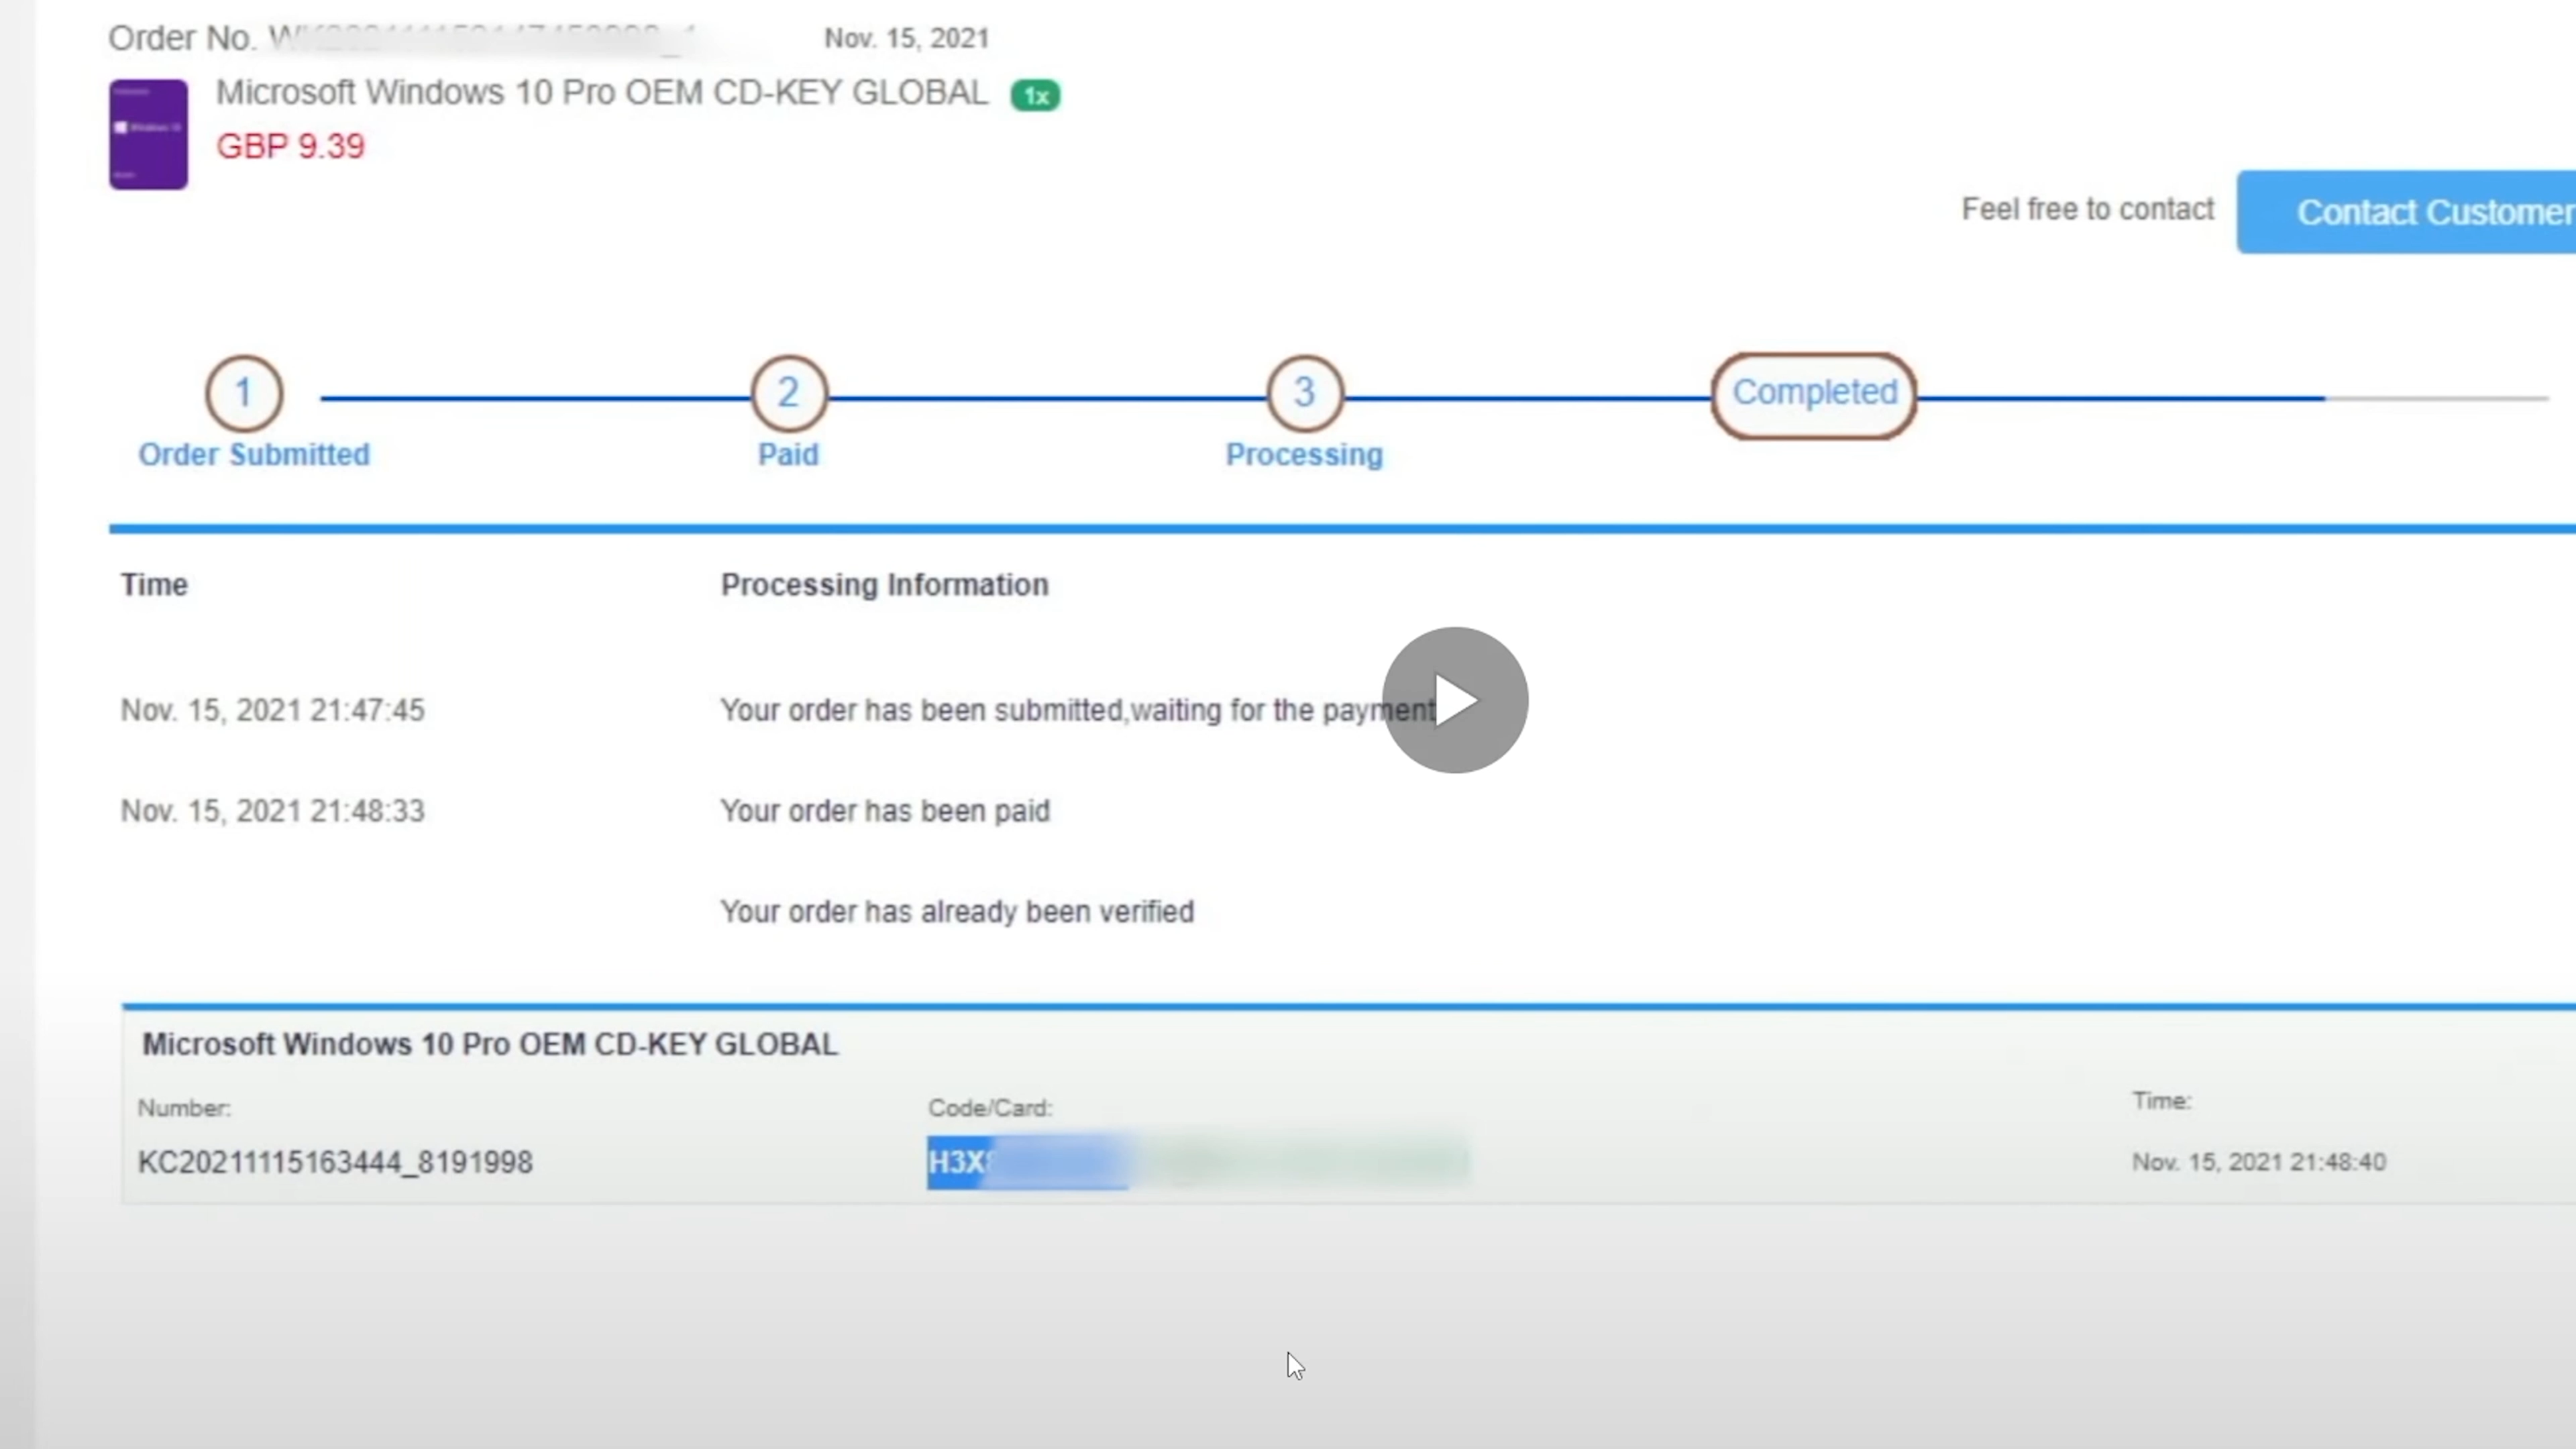 Order No.
Nov. 15, 2021
Microsoft Windows 10 Pro OEM CD-KEY GLOBAL 1x
GBP 9.39
Feel free to contact Contact Customer
1 2 3 Completed
Order Submitted Paid Processing
Time Processing Information
Nov. 15, 2021 21:47:45 Your order has been submitted,waiting for the payment
Nov. 15, 2021 21:48:33 Your order has been paid
Your order has already been verified
Microsoft Windows 10 Pro OEM CD-KEY GLOBAL
Number: Code/Card: Time:
KC20211115163444_8191998 Nov. 15, 2021 21:48:40